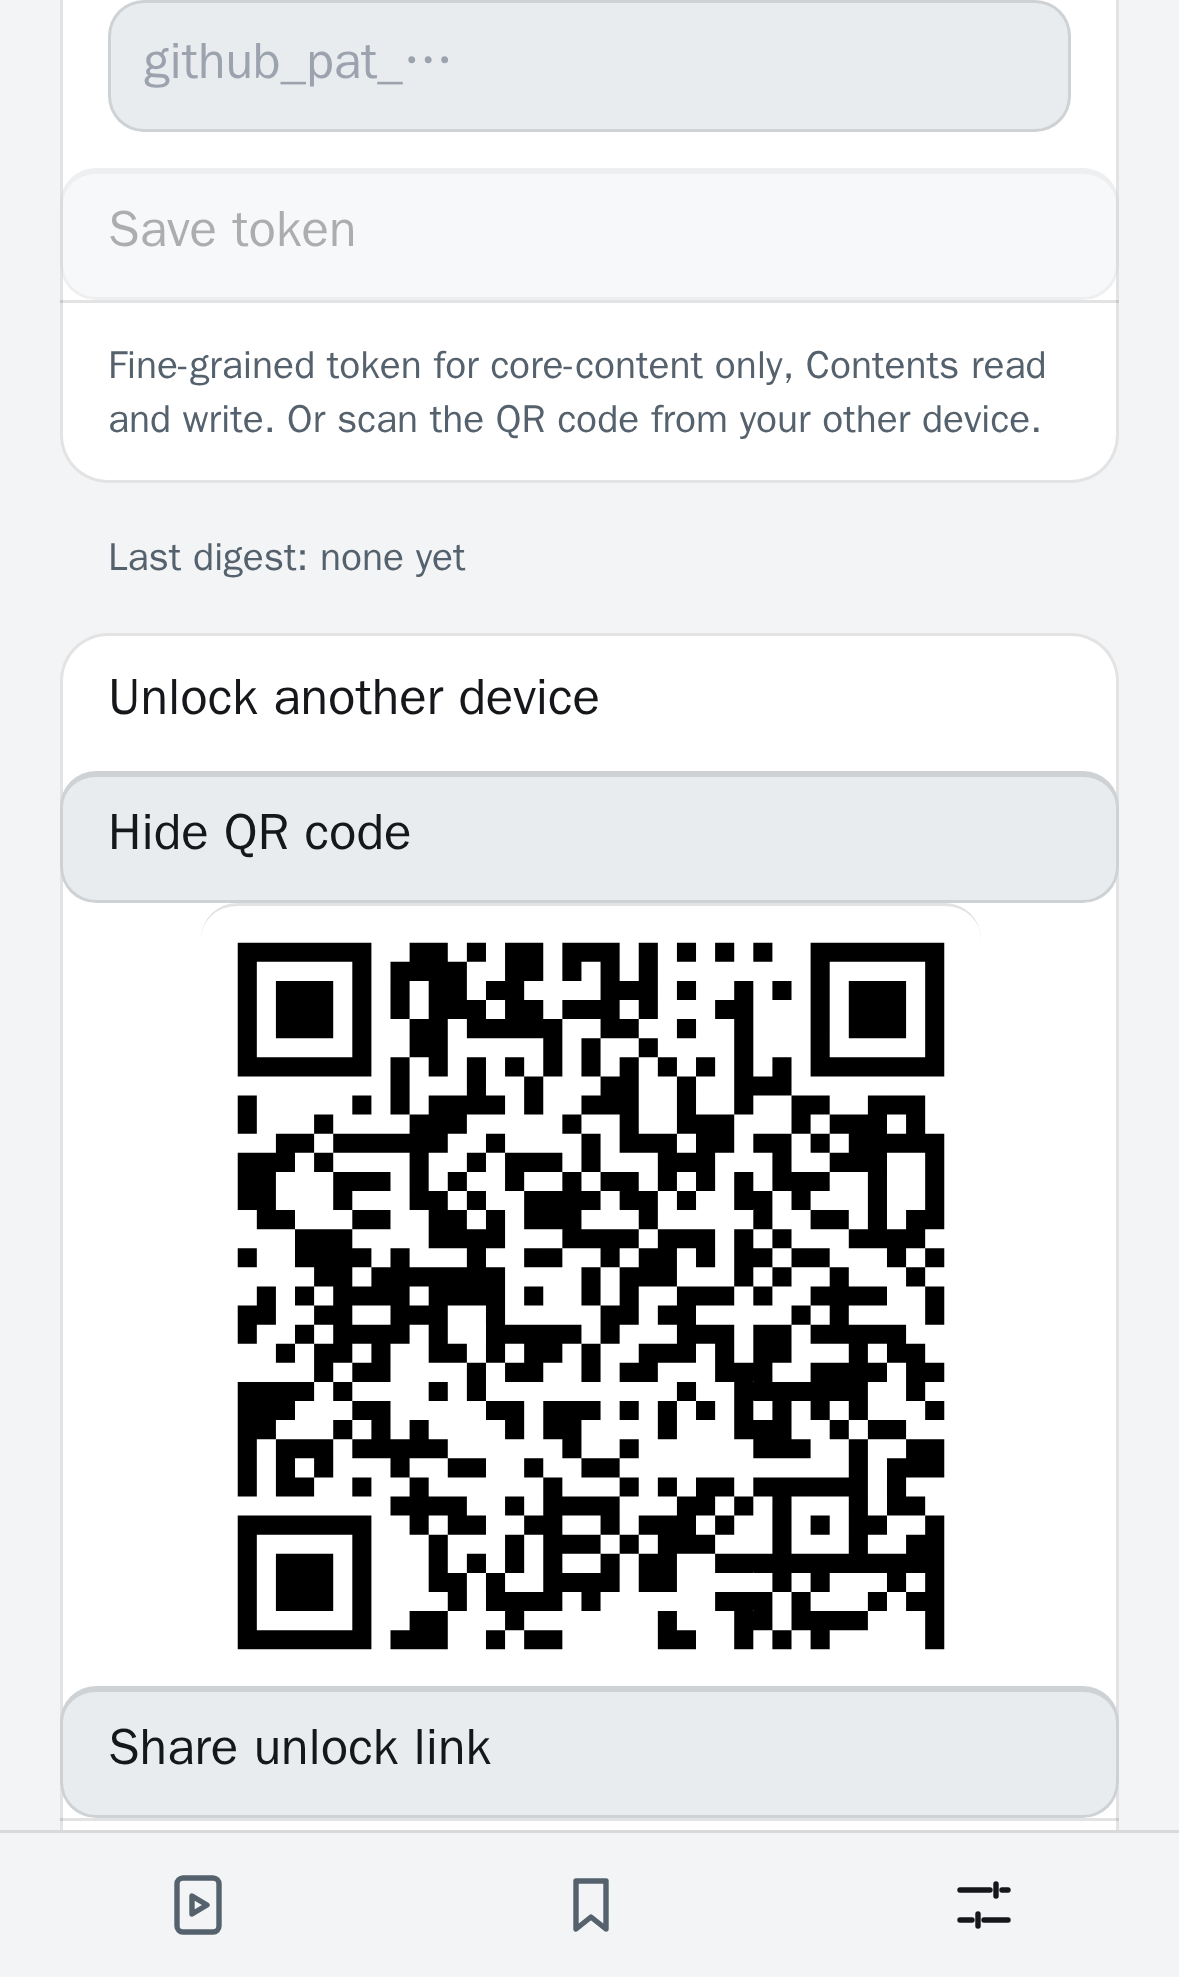 github_pat_···
Save token
Fine-grained token for core-content only, Contents read
and write. Or scan the QR code from your other device.
Last digest: none yet
Unlock another device
Hide QR code
Share unlock link